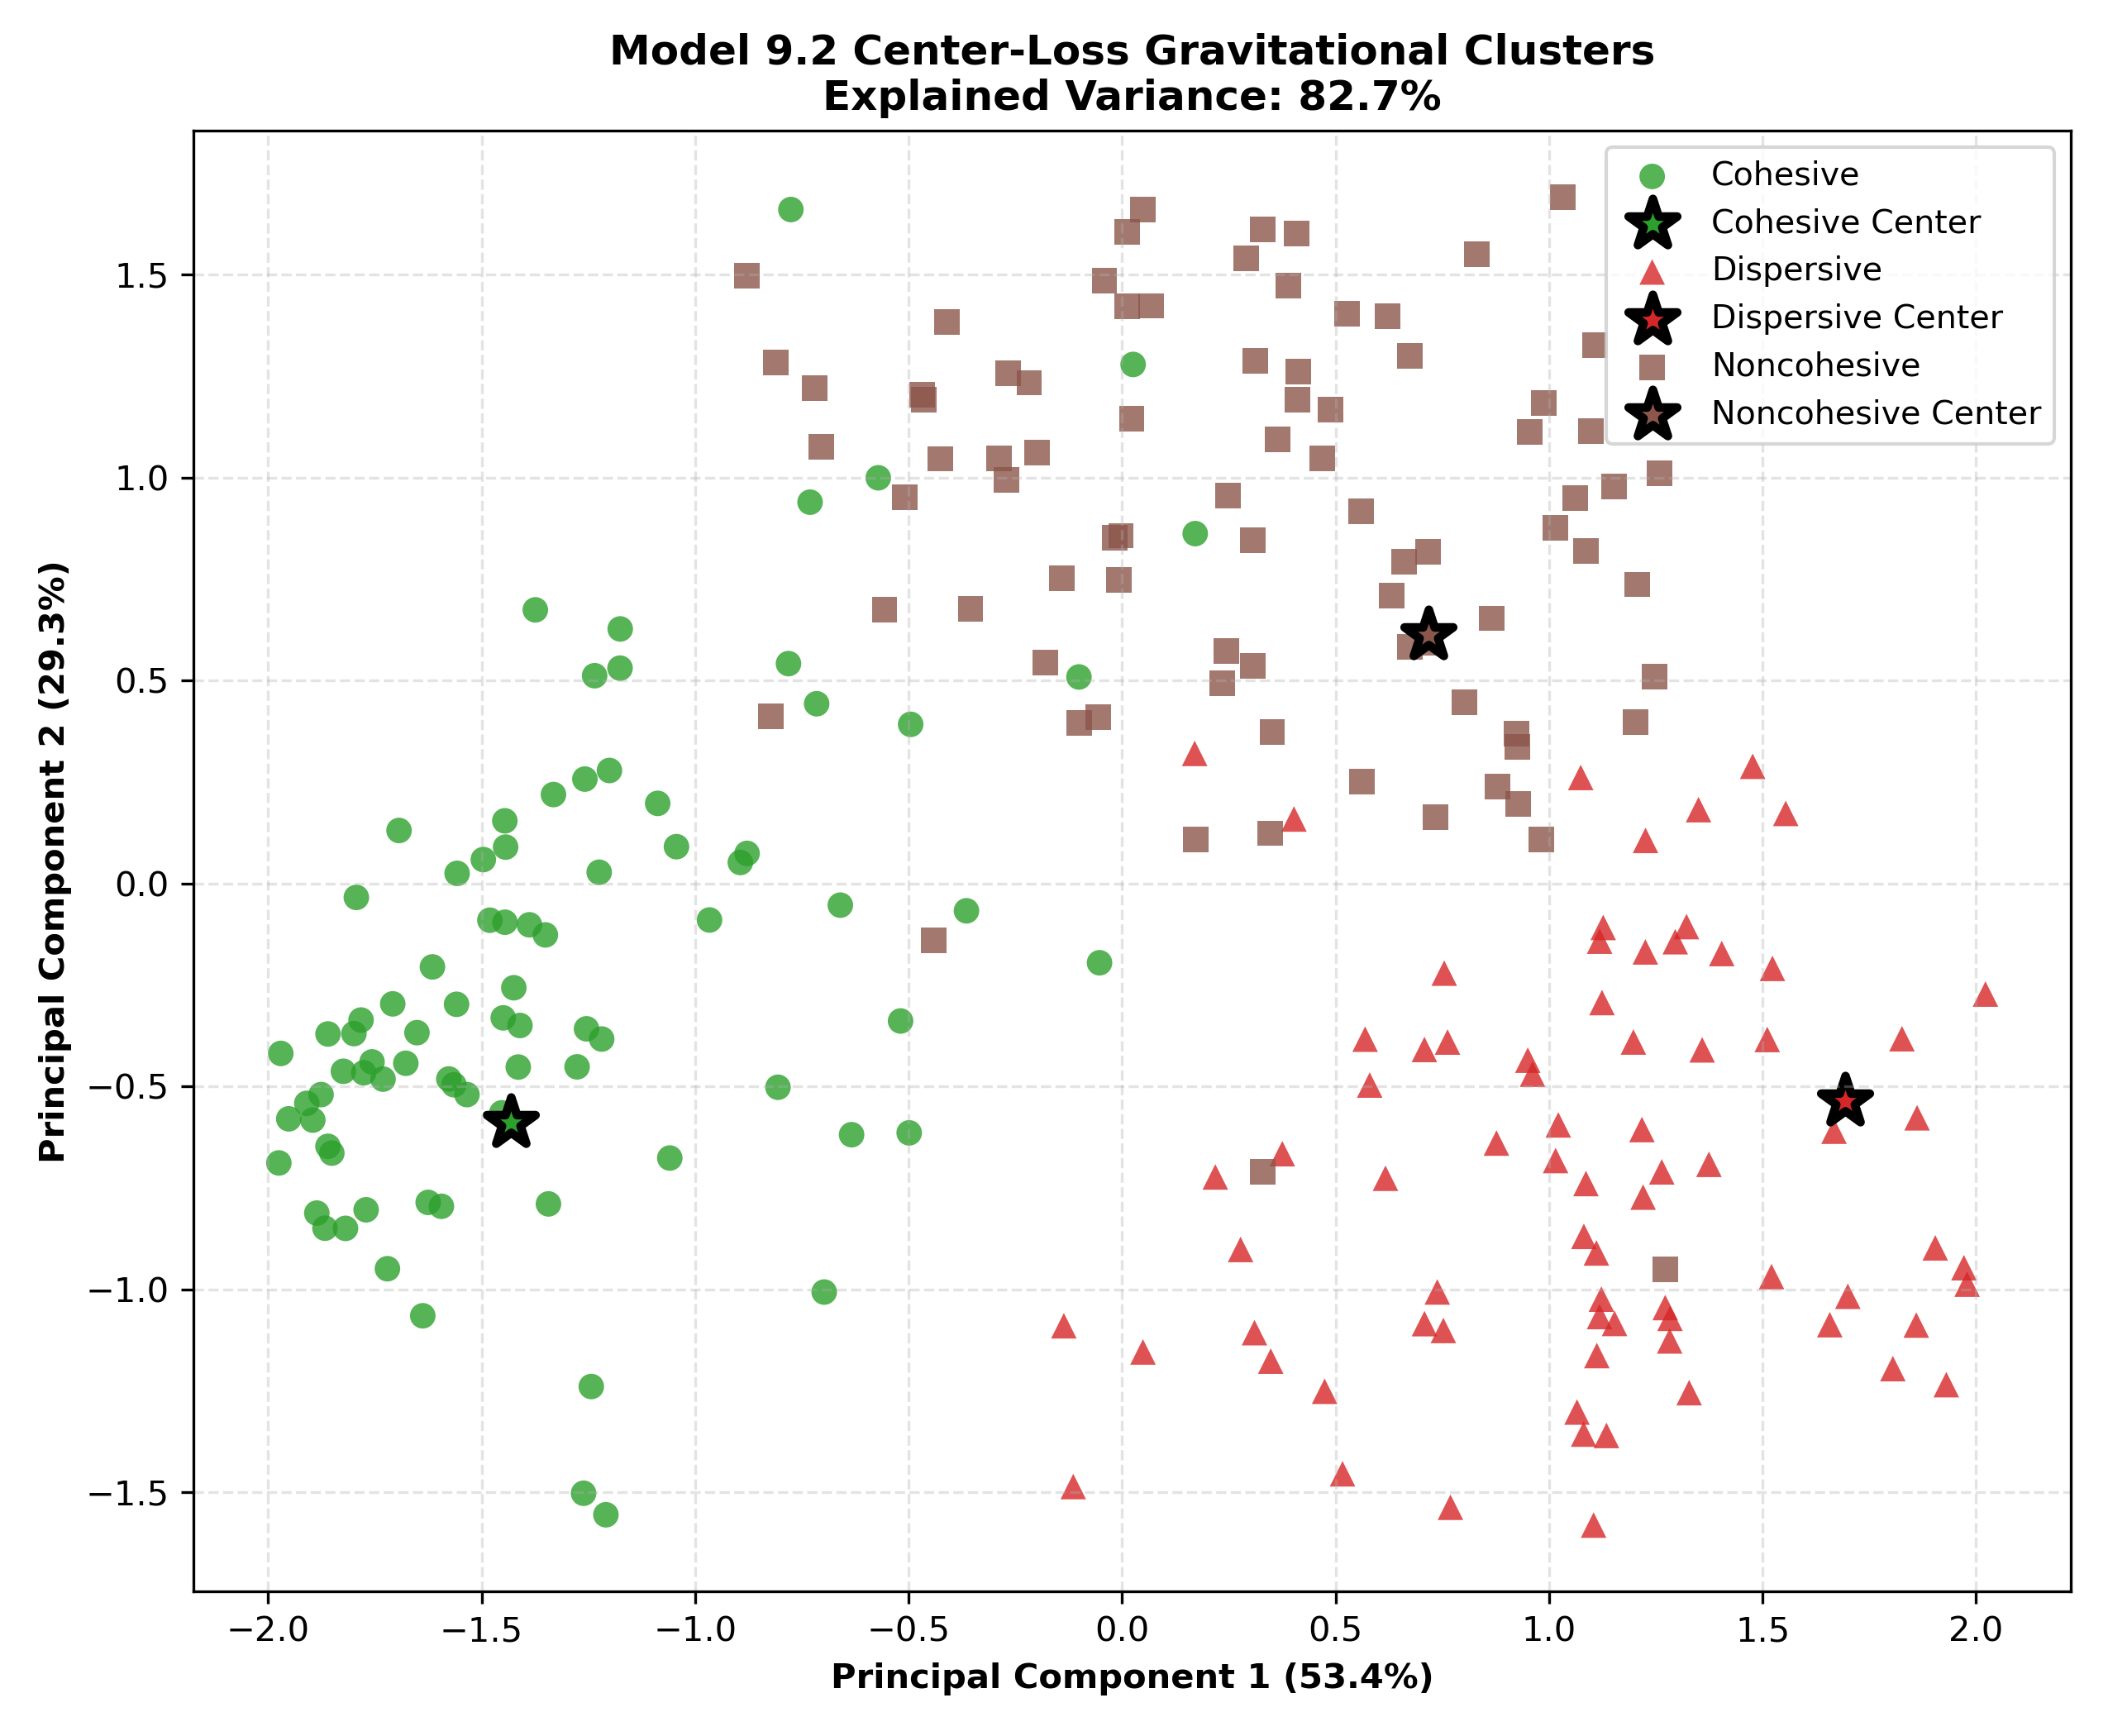 Model 9.2 Center-Loss Gravitational Clusters
Explained Variance: 82.7%
Cohesive
Cohesive Center
Dispersive
Dispersive Center
Noncohesive
Noncohesive Center
Principal Component 2 (29.3%)
1.5
1.0
0.5
0.0
−0.5
−1.0
−1.5
−2.0 −1.5 −1.0 −0.5 0.0 0.5 1.0 1.5 2.0
Principal Component 1 (53.4%)